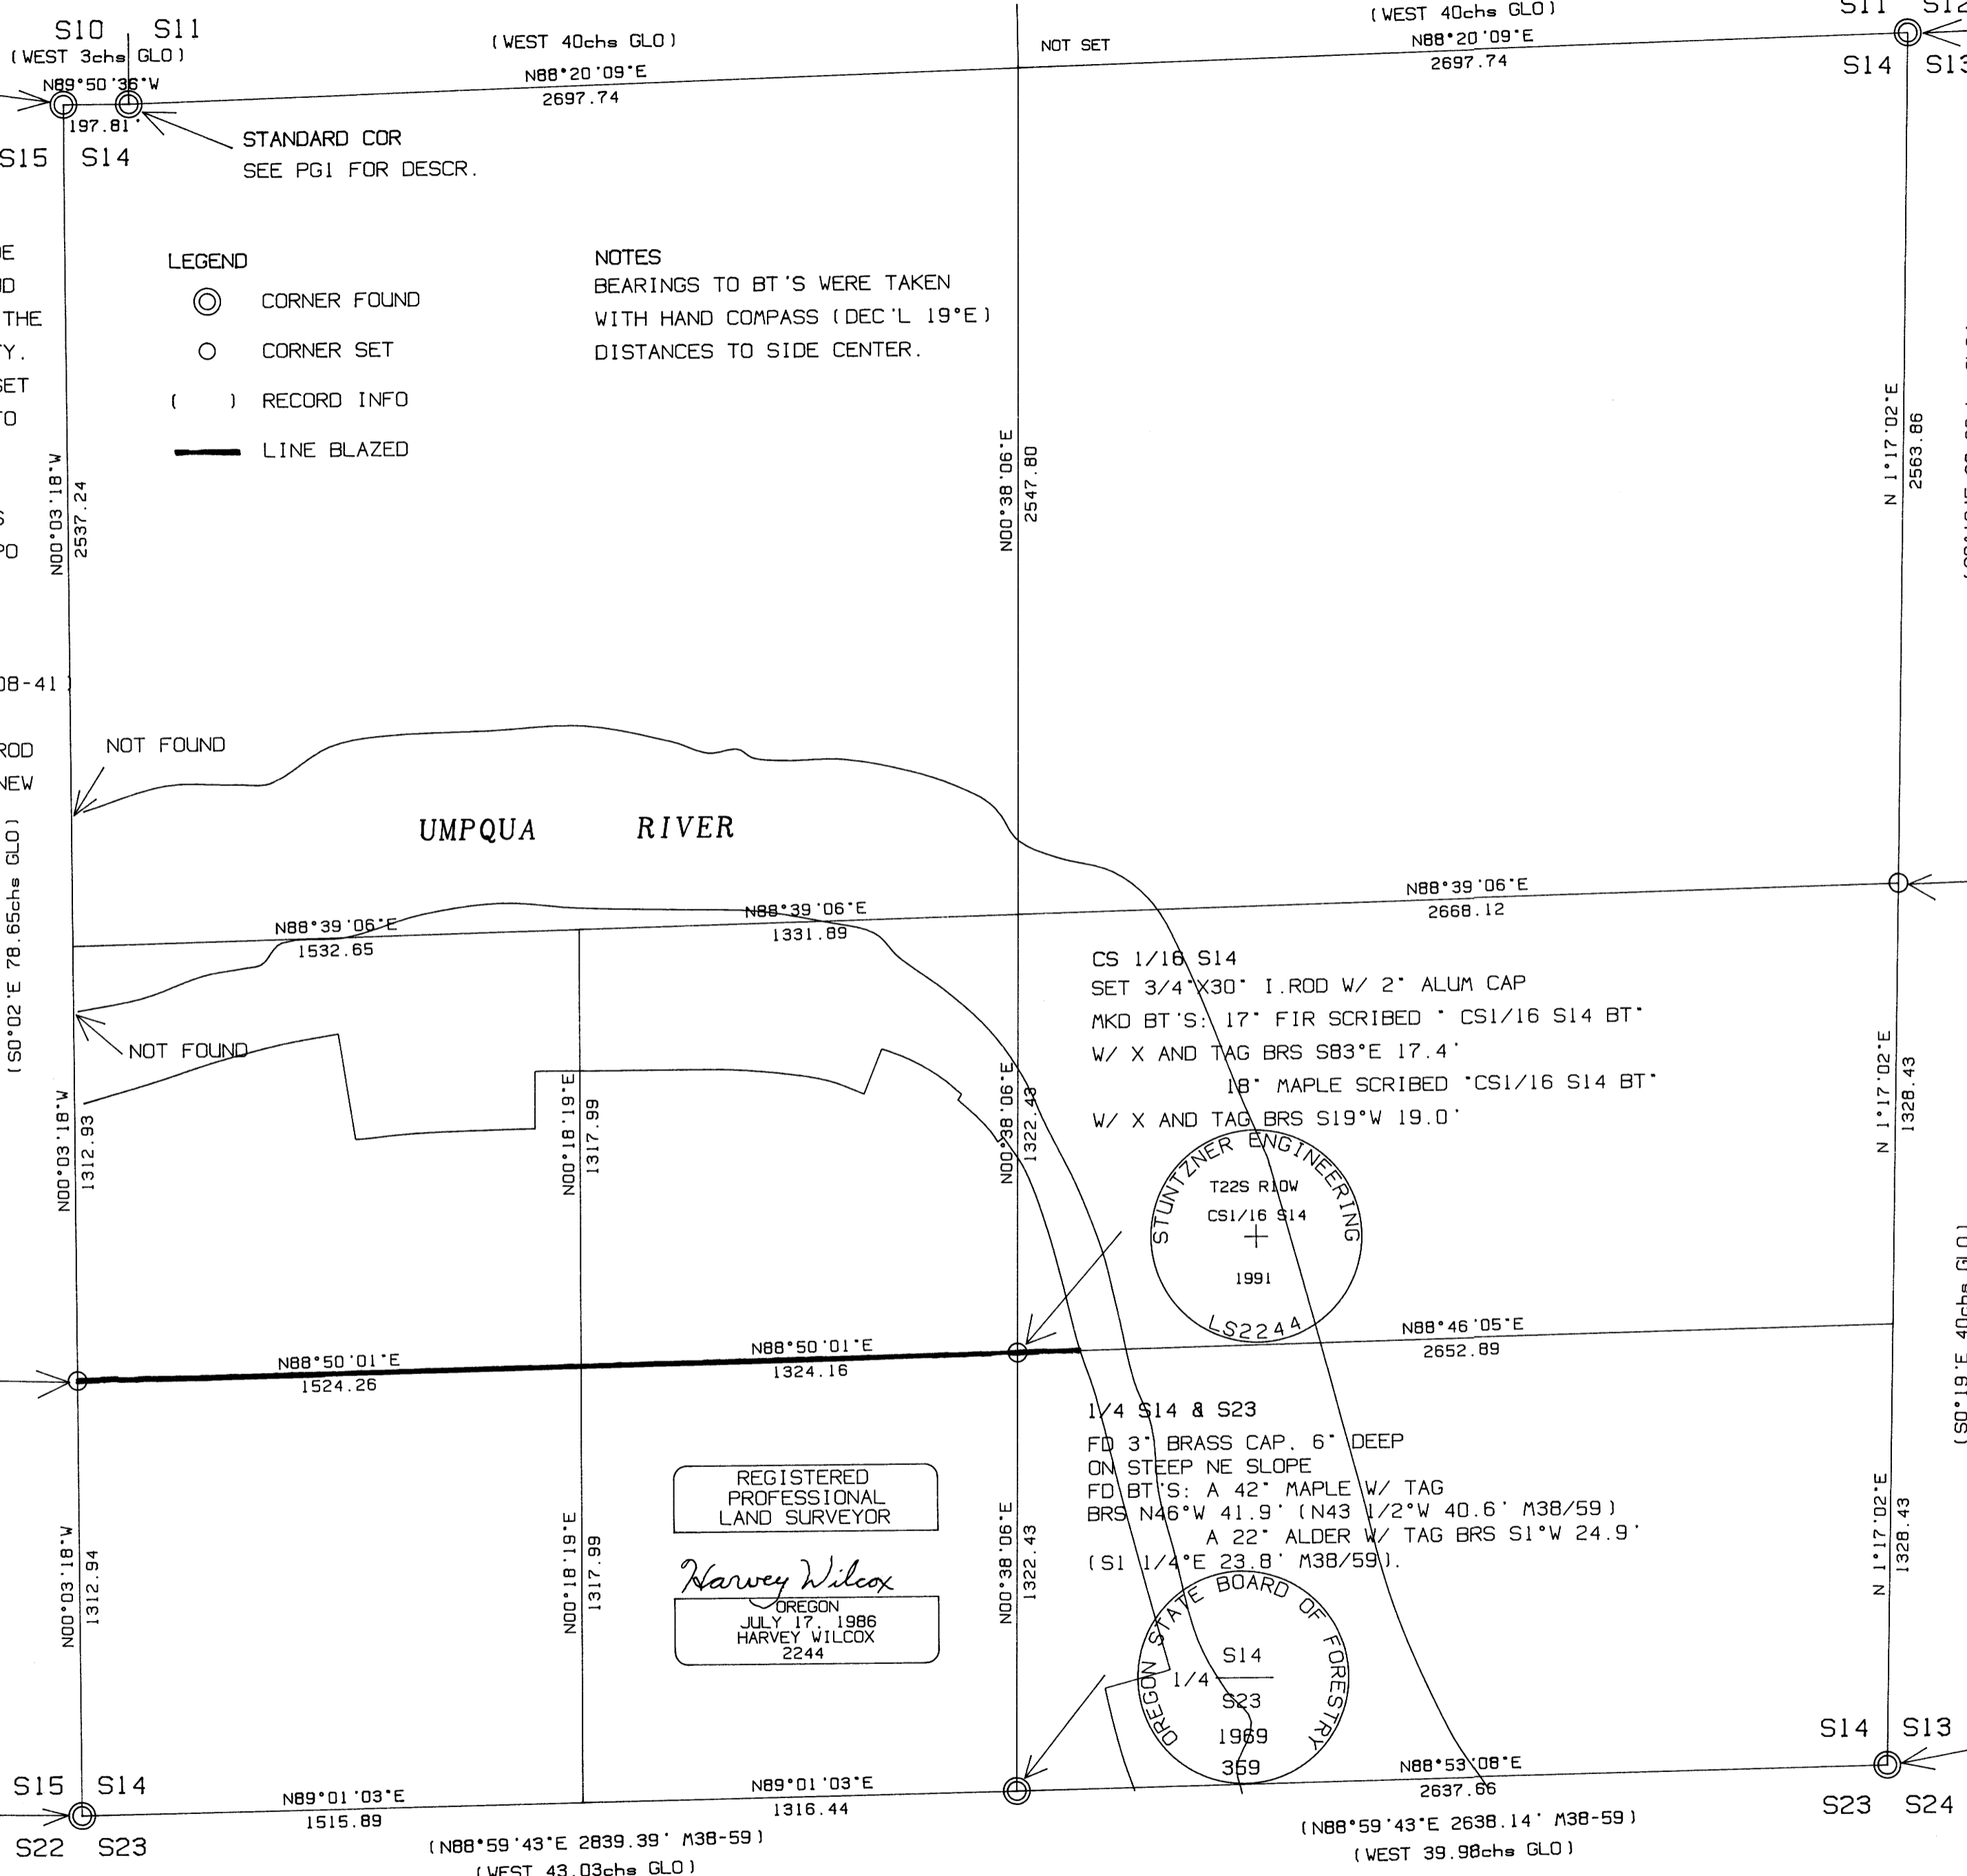 S10 S11
(WEST 3chs GLO)
N89°50'36"W
197.81'
S15 S14
(WEST 40chs GLO)
N88°20'09"E
2697.74
NOT SET
(WEST 40chs GLO)
N88°20'09"E
2697.74
S11
S14 S13
STANDARD COR
SEE PG1 FOR DESCR.
THE
LEGEND
CORNER FOUND
CORNER SET
( ) RECORD INFO
LINE BLAZED
NOTES
BEARINGS TO BT'S WERE TAKEN
WITH HAND COMPASS (DEC'L 19°E)
DISTANCES TO SIDE CENTER.
N00°03'18"W
2537.24
N00°38'06"E
2547.80
N 1°17'02"E
2563.86
08-41)
NOT FOUND
(S0°02'E 78.65chs GLO)
UMPQUA RIVER
N88°39'06"E
1532.65
N88°39'06"E
1331.89
N88°39'06"E
2668.12
NOT FOUND
CS 1/16 S14
SET 3/4"X30" I.ROD W/ 2" ALUM CAP
MKD BT'S: 17" FIR SCRIBED " CS1/16 S14 BT"
W/ X AND TAG BRS S83°E 17.4'
18" MAPLE SCRIBED "CS1/16 S14 BT"
W/ X AND TAG BRS S19°W 19.0'
N00°03'18"W
1312.93
N00°18'19"E
1317.99
N00°38'06"E
1322.43
N 1°17'02"E
1328.43
STUNTZNER ENGINEERING
T22S R10W
CS1/16 S14
1991
LS2244
N88°50'01"E
1524.26
N88°50'01"E
1324.16
N88°46'05"E
2652.89
1/4 S14 & S23
FD 3" BRASS CAP. 6" DEEP
ON STEEP NE SLOPE
FD BT'S: A 42" MAPLE W/ TAG
BRS N46°W 41.9' (N43 1/2°W 40.6' M38/59)
A 22" ALDER W/ TAG BRS S1°W 24.9'
(S1 1/4°E 23.8' M38/59).
REGISTERED
PROFESSIONAL
LAND SURVEYOR
Harvey Wilcox
OREGON
JULY 17, 1986
HARVEY WILCOX
2244
N00°03'18"W
1312.94
N00°18'19"E
1317.99
N00°38'06"E
1322.43
N 1°17'02"E
1328.43
(S0°19'E 40chs GLO)
OREGON STATE BOARD OF FORESTRY
S14
1/4
S23
1969
359
S15 S14
S22 S23
N89°01'03"E
1515.89
N89°01'03"E
1316.44
N88°53'08"E
2637.66
S14 S13
S23 S24
(N88°59'43"E 2839.39' M38-59)
(WEST 43.03chs GLO)
(N88°59'43"E 2638.14' M38-59)
(WEST 39.98chs GLO)